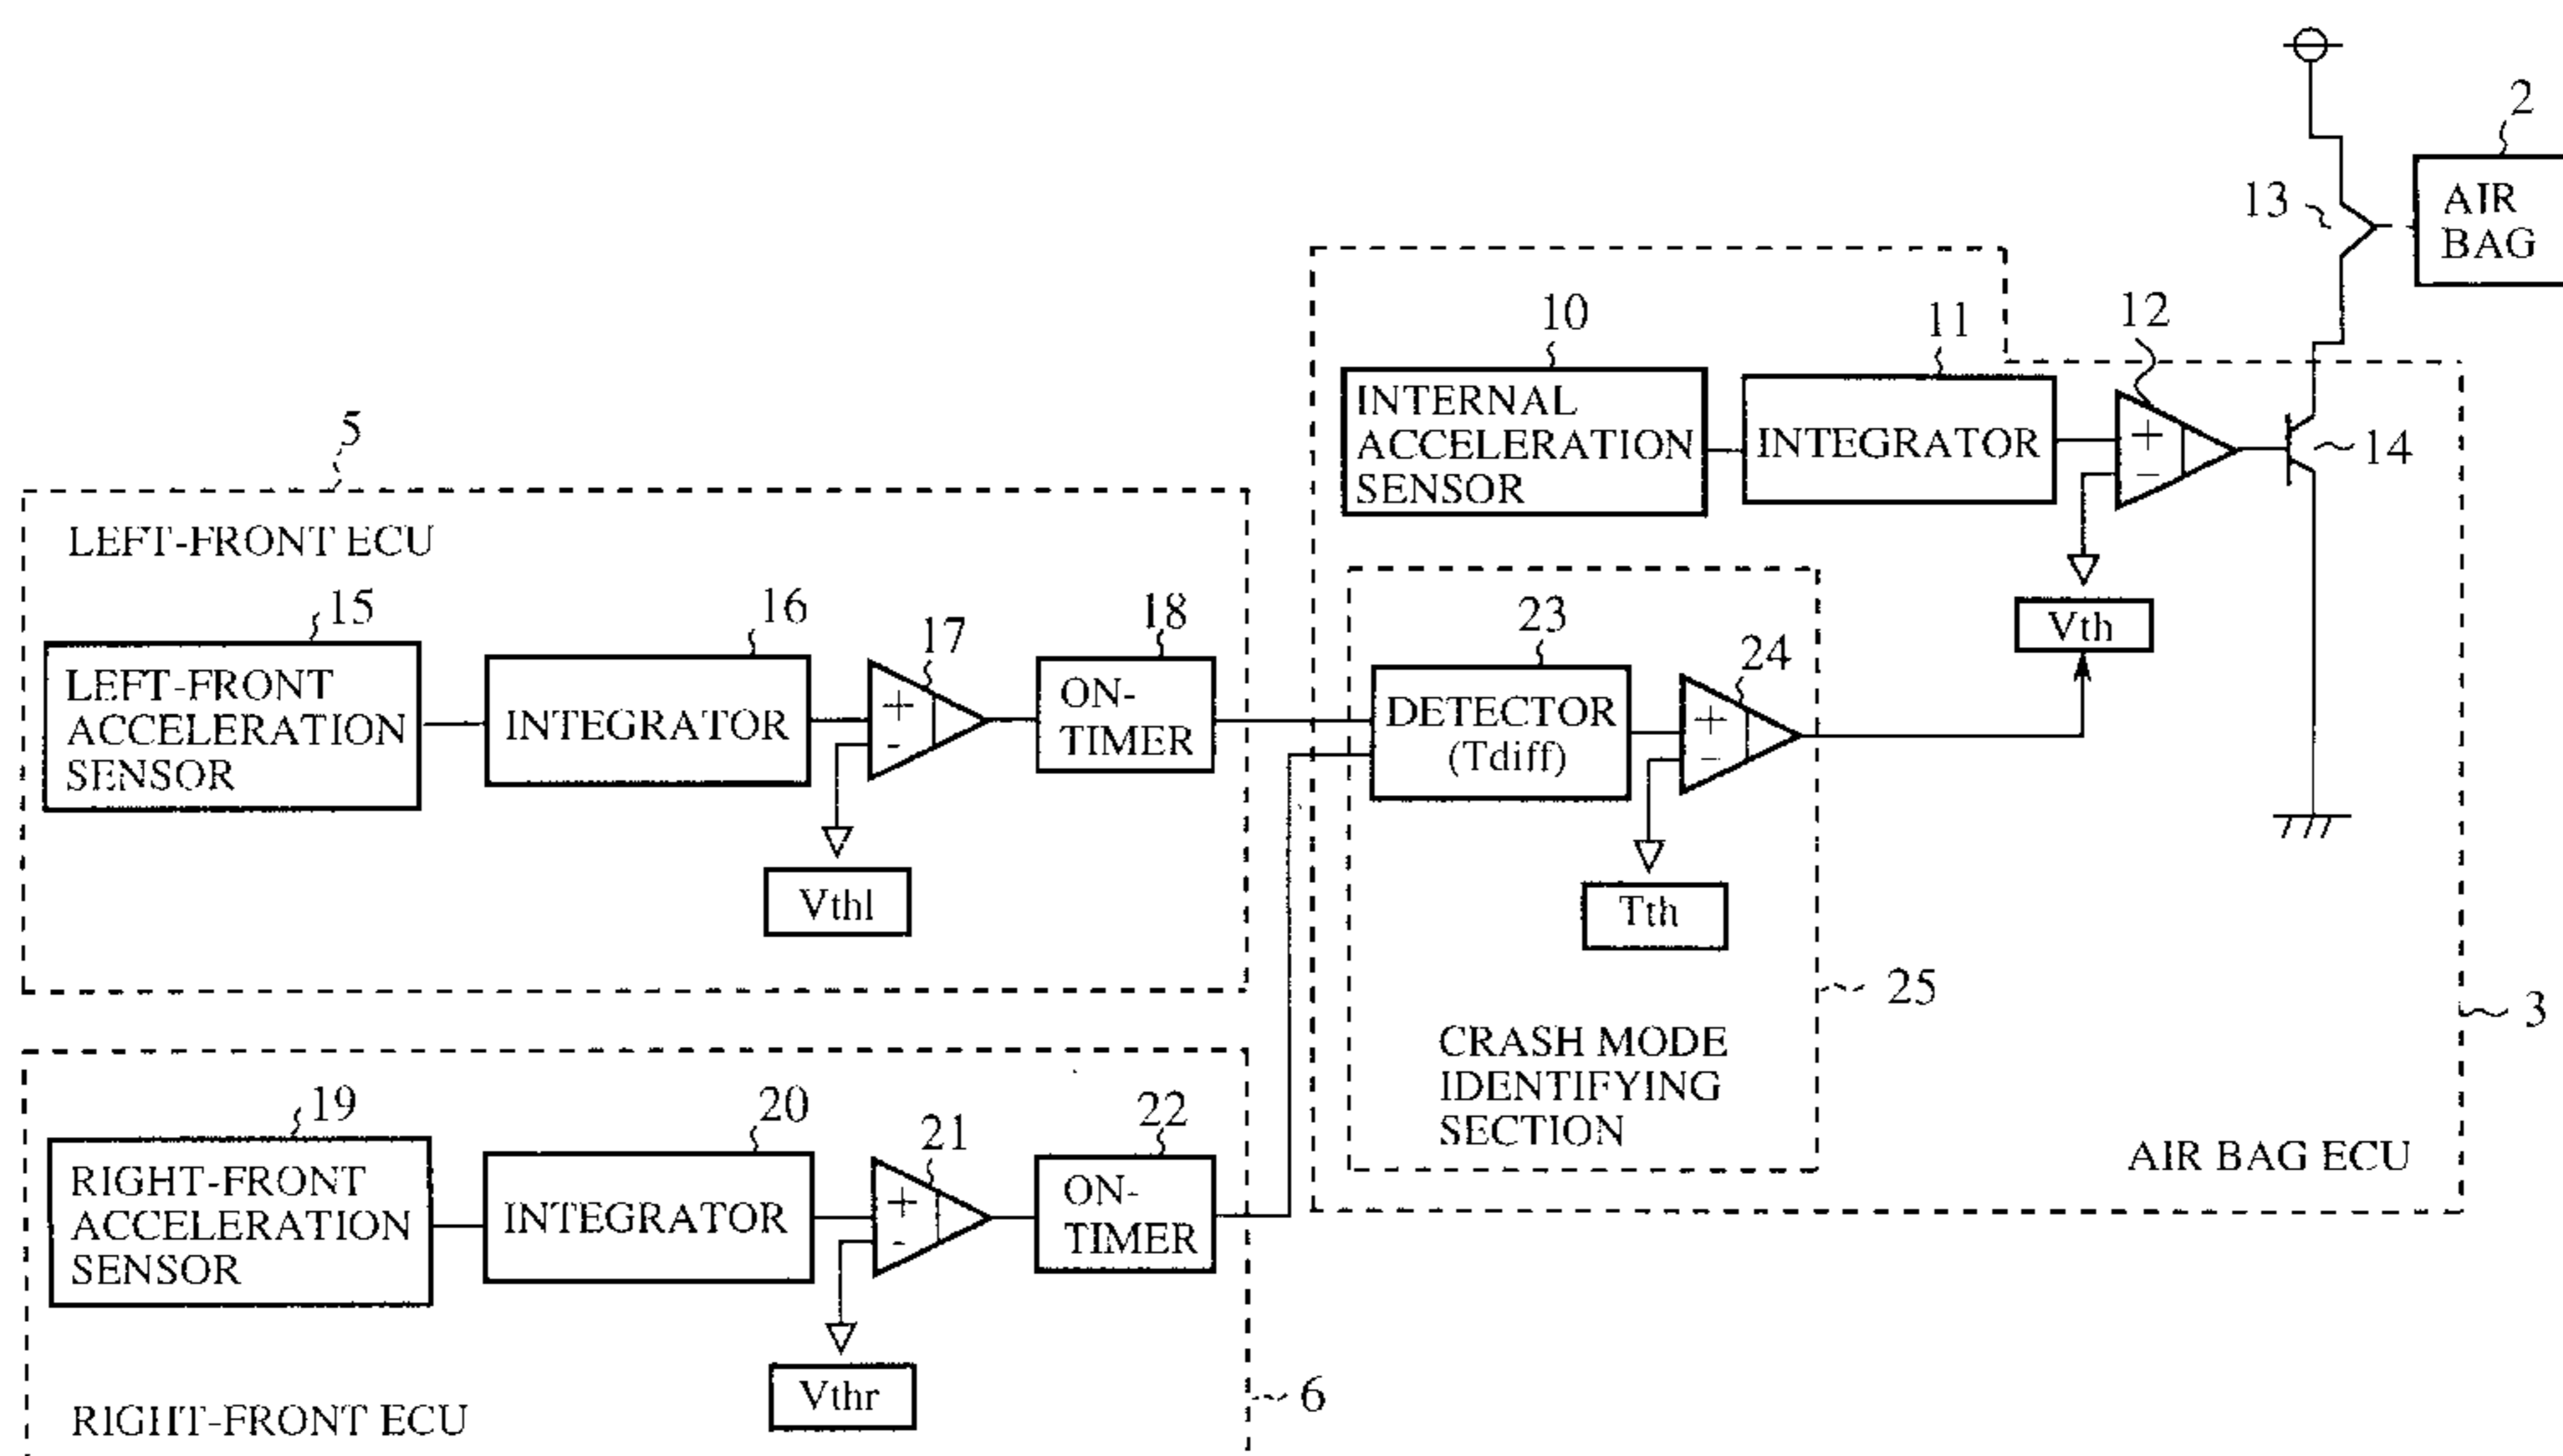 2
13
AIR
BAG
10
11
12
INTERNAL
ACCELERATION
SENSOR
INTEGRATOR
+
−
14
Vth
5
LEFT-FRONT ECU
15
16
17
18
LEFT-FRONT
ACCELERATION
SENSOR
INTEGRATOR
+
-
ON-
TIMER
Vthl
23
24
DETECTOR
(Tdiff)
+
−
Tth
25
CRASH MODE
IDENTIFYING
SECTION
3
AIR BAG ECU
19
20
21
22
RIGHT-FRONT
ACCELERATION
SENSOR
INTEGRATOR
+
-
ON-
TIMER
Vthr
6
RIGHT-FRONT ECU